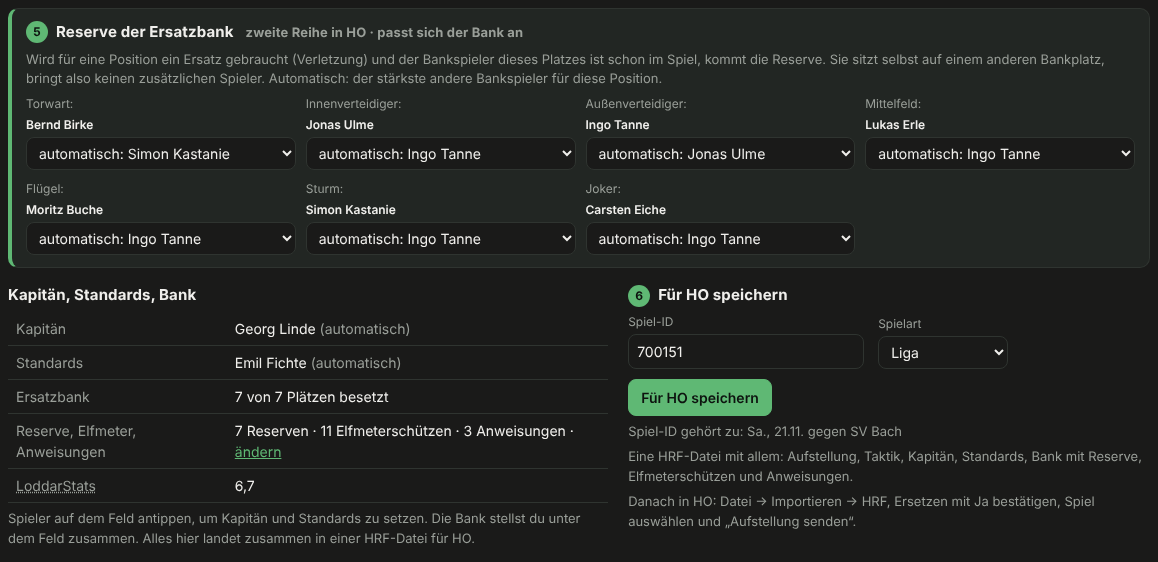 5 Reserve der Ersatzbank zweite Reihe in HO · passt sich der Bank an
Wird für eine Position ein Ersatz gebraucht (Verletzung) und der Bankspieler dieses Platzes ist schon im Spiel, kommt die Reserve. Sie sitzt selbst auf einem anderen Bankplatz,
bringt also keinen zusätzlichen Spieler. Automatisch: der stärkste andere Bankspieler für diese Position.
Torwart: Innenverteidiger: Außenverteidiger: Mittelfeld:
Bernd Birke Jonas Ulme Ingo Tanne Lukas Erle
automatisch: Simon Kastanie automatisch: Ingo Tanne automatisch: Jonas Ulme automatisch: Ingo Tanne
Flügel: Sturm: Joker:
Moritz Buche Simon Kastanie Carsten Eiche
automatisch: Ingo Tanne automatisch: Ingo Tanne automatisch: Ingo Tanne
Kapitän, Standards, Bank
Kapitän Georg Linde (automatisch)
Standards Emil Fichte (automatisch)
Ersatzbank 7 von 7 Plätzen besetzt
Reserve, Elfmeter, 7 Reserven · 11 Elfmeterschützen · 3 Anweisungen ·
Anweisungen ändern
LoddarStats 6,7
Spieler auf dem Feld antippen, um Kapitän und Standards zu setzen. Die Bank stellst du unter
dem Feld zusammen. Alles hier landet zusammen in einer HRF-Datei für HO.
6 Für HO speichern
Spiel-ID Spielart
700151 Liga
Für HO speichern
Spiel-ID gehört zu: Sa., 21.11. gegen SV Bach
Eine HRF-Datei mit allem: Aufstellung, Taktik, Kapitän, Standards, Bank mit Reserve,
Elfmeterschützen und Anweisungen.
Danach in HO: Datei → Importieren → HRF, Ersetzen mit Ja bestätigen, Spiel
auswählen und „Aufstellung senden“.